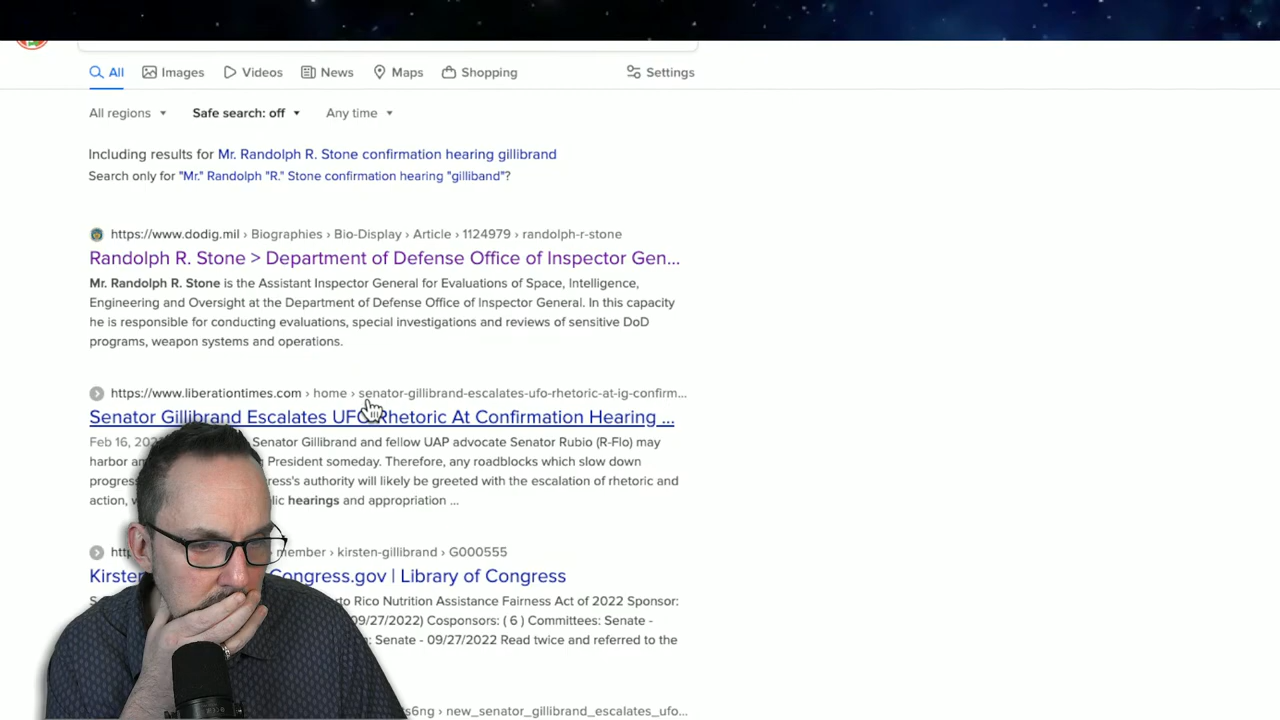 All Images Videos News Maps Shopping Settings
All regions Safe search: off Any time
Including results for Mr. Randolph R. Stone confirmation hearing gillibrand
Search only for "Mr." Randolph "R." Stone confirmation hearing "gilliband"?
https://www.dodig.mil › Biographies › Bio-Display › Article › 1124979 › randolph-r-stone
Randolph R. Stone > Department of Defense Office of Inspector Gen...
Mr. Randolph R. Stone is the Assistant Inspector General for Evaluations of Space, Intelligence,
Engineering and Oversight at the Department of Defense Office of Inspector General. In this capacity
he is responsible for conducting evaluations, special investigations and reviews of sensitive DoD
programs, weapon systems and operations.
https://www.liberationtimes.com › home › senator-gillibrand-escalates-ufo-rhetoric-at-ig-confirm...
Senator Gillibrand Escalates UFO Rhetoric At Confirmation Hearing ...
Feb 16, Senator Gillibrand and fellow UAP advocate Senator Rubio (R-Flo) may
harbor President someday. Therefore, any roadblocks which slow down
progress authority will likely be greeted with the escalation of rhetoric and
action, hearings and appropriation ...
member › kirsten-gillibrand › G000555
Kirsten Congress.gov | Library of Congress
Rico Nutrition Assistance Fairness Act of 2022 Sponsor:
09/27/2022) Cosponsors: ( 6 ) Committees: Senate -
Senate - 09/27/2022 Read twice and referred to the
› new_senator_gillibrand_escalates_ufo...